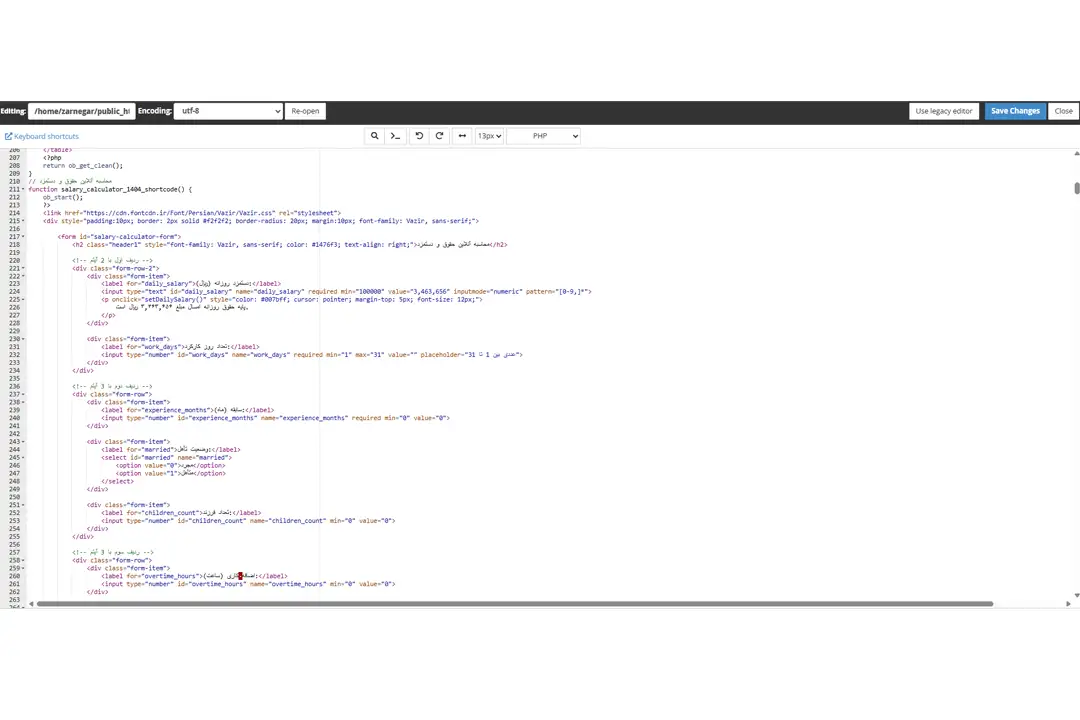 Editing: /home/zarnegar/public_ht Encoding: utf-8 Re-open Use legacy editor Save Changes Close
Keyboard shortcuts 13px PHP
206 </table>
207 <?php
208 return ob_get_clean();
209 }
210 // محاسبه آنلاین حقوق و دستمزد
211 function salary_calculator_1404_shortcode() {
212 ob_start();
213 ?>
214 <link href="https://cdn.fontcdn.ir/Font/Persian/Vazir/Vazir.css" rel="stylesheet">
215 <div style="padding:10px; border: 2px solid #f2f2f2; border-radius: 20px; margin:10px; font-family: Vazir, sans-serif;">
216
217 <form id="salary-calculator-form">
218 <h2 class="header1" style="font-family: Vazir, sans-serif; color: #1476f3; text-align: right;">محاسبه آنلاین حقوق و دستمزد</h2>
219
220 <!-- ردیف اول با 2 آیتم -->
221 <div class="form-row-2">
222 <div class="form-item">
223 <label for="daily_salary">دستمزد روزانه (ریال):</label>
224 <input type="text" id="daily_salary" name="daily_salary" required min="100000" value="3,463,656" inputmode="numeric" pattern="[0-9,]*">
225 <p onclick="setDailySalary()" style="color: #007bff; cursor: pointer; margin-top: 5px; font-size: 12px;">
226 پایه حقوق روزانه امسال مبلغ ۳,۴۶۳,۶۵۶ ریال است.
227 </p>
228 </div>
229
230 <div class="form-item">
231 <label for="work_days">تعداد روز کارکرد:</label>
232 <input type="number" id="work_days" name="work_days" required min="1" max="31" value="" placeholder="عددی بین 1 تا 31">
233 </div>
234 </div>
235
236 <!-- ردیف دوم با 3 آیتم -->
237 <div class="form-row">
238 <div class="form-item">
239 <label for="experience_months">سابقه (ماه):</label>
240 <input type="number" id="experience_months" name="experience_months" required min="0" value="0">
241 </div>
242
243 <div class="form-item">
244 <label for="married">وضعیت تأهل:</label>
245 <select id="married" name="married">
246 <option value="0">مجرد</option>
247 <option value="1">متأهل</option>
248 </select>
249 </div>
250
251 <div class="form-item">
252 <label for="children_count">تعداد فرزند:</label>
253 <input type="number" id="children_count" name="children_count" min="0" value="0">
254 </div>
255 </div>
256
257 <!-- ردیف سوم با 3 آیتم -->
258 <div class="form-row">
259 <div class="form-item">
260 <label for="overtime_hours">اضافه‌کاری (ساعت):</label>
261 <input type="number" id="overtime_hours" name="overtime_hours" min="0" value="0">
262 </div>
263
264